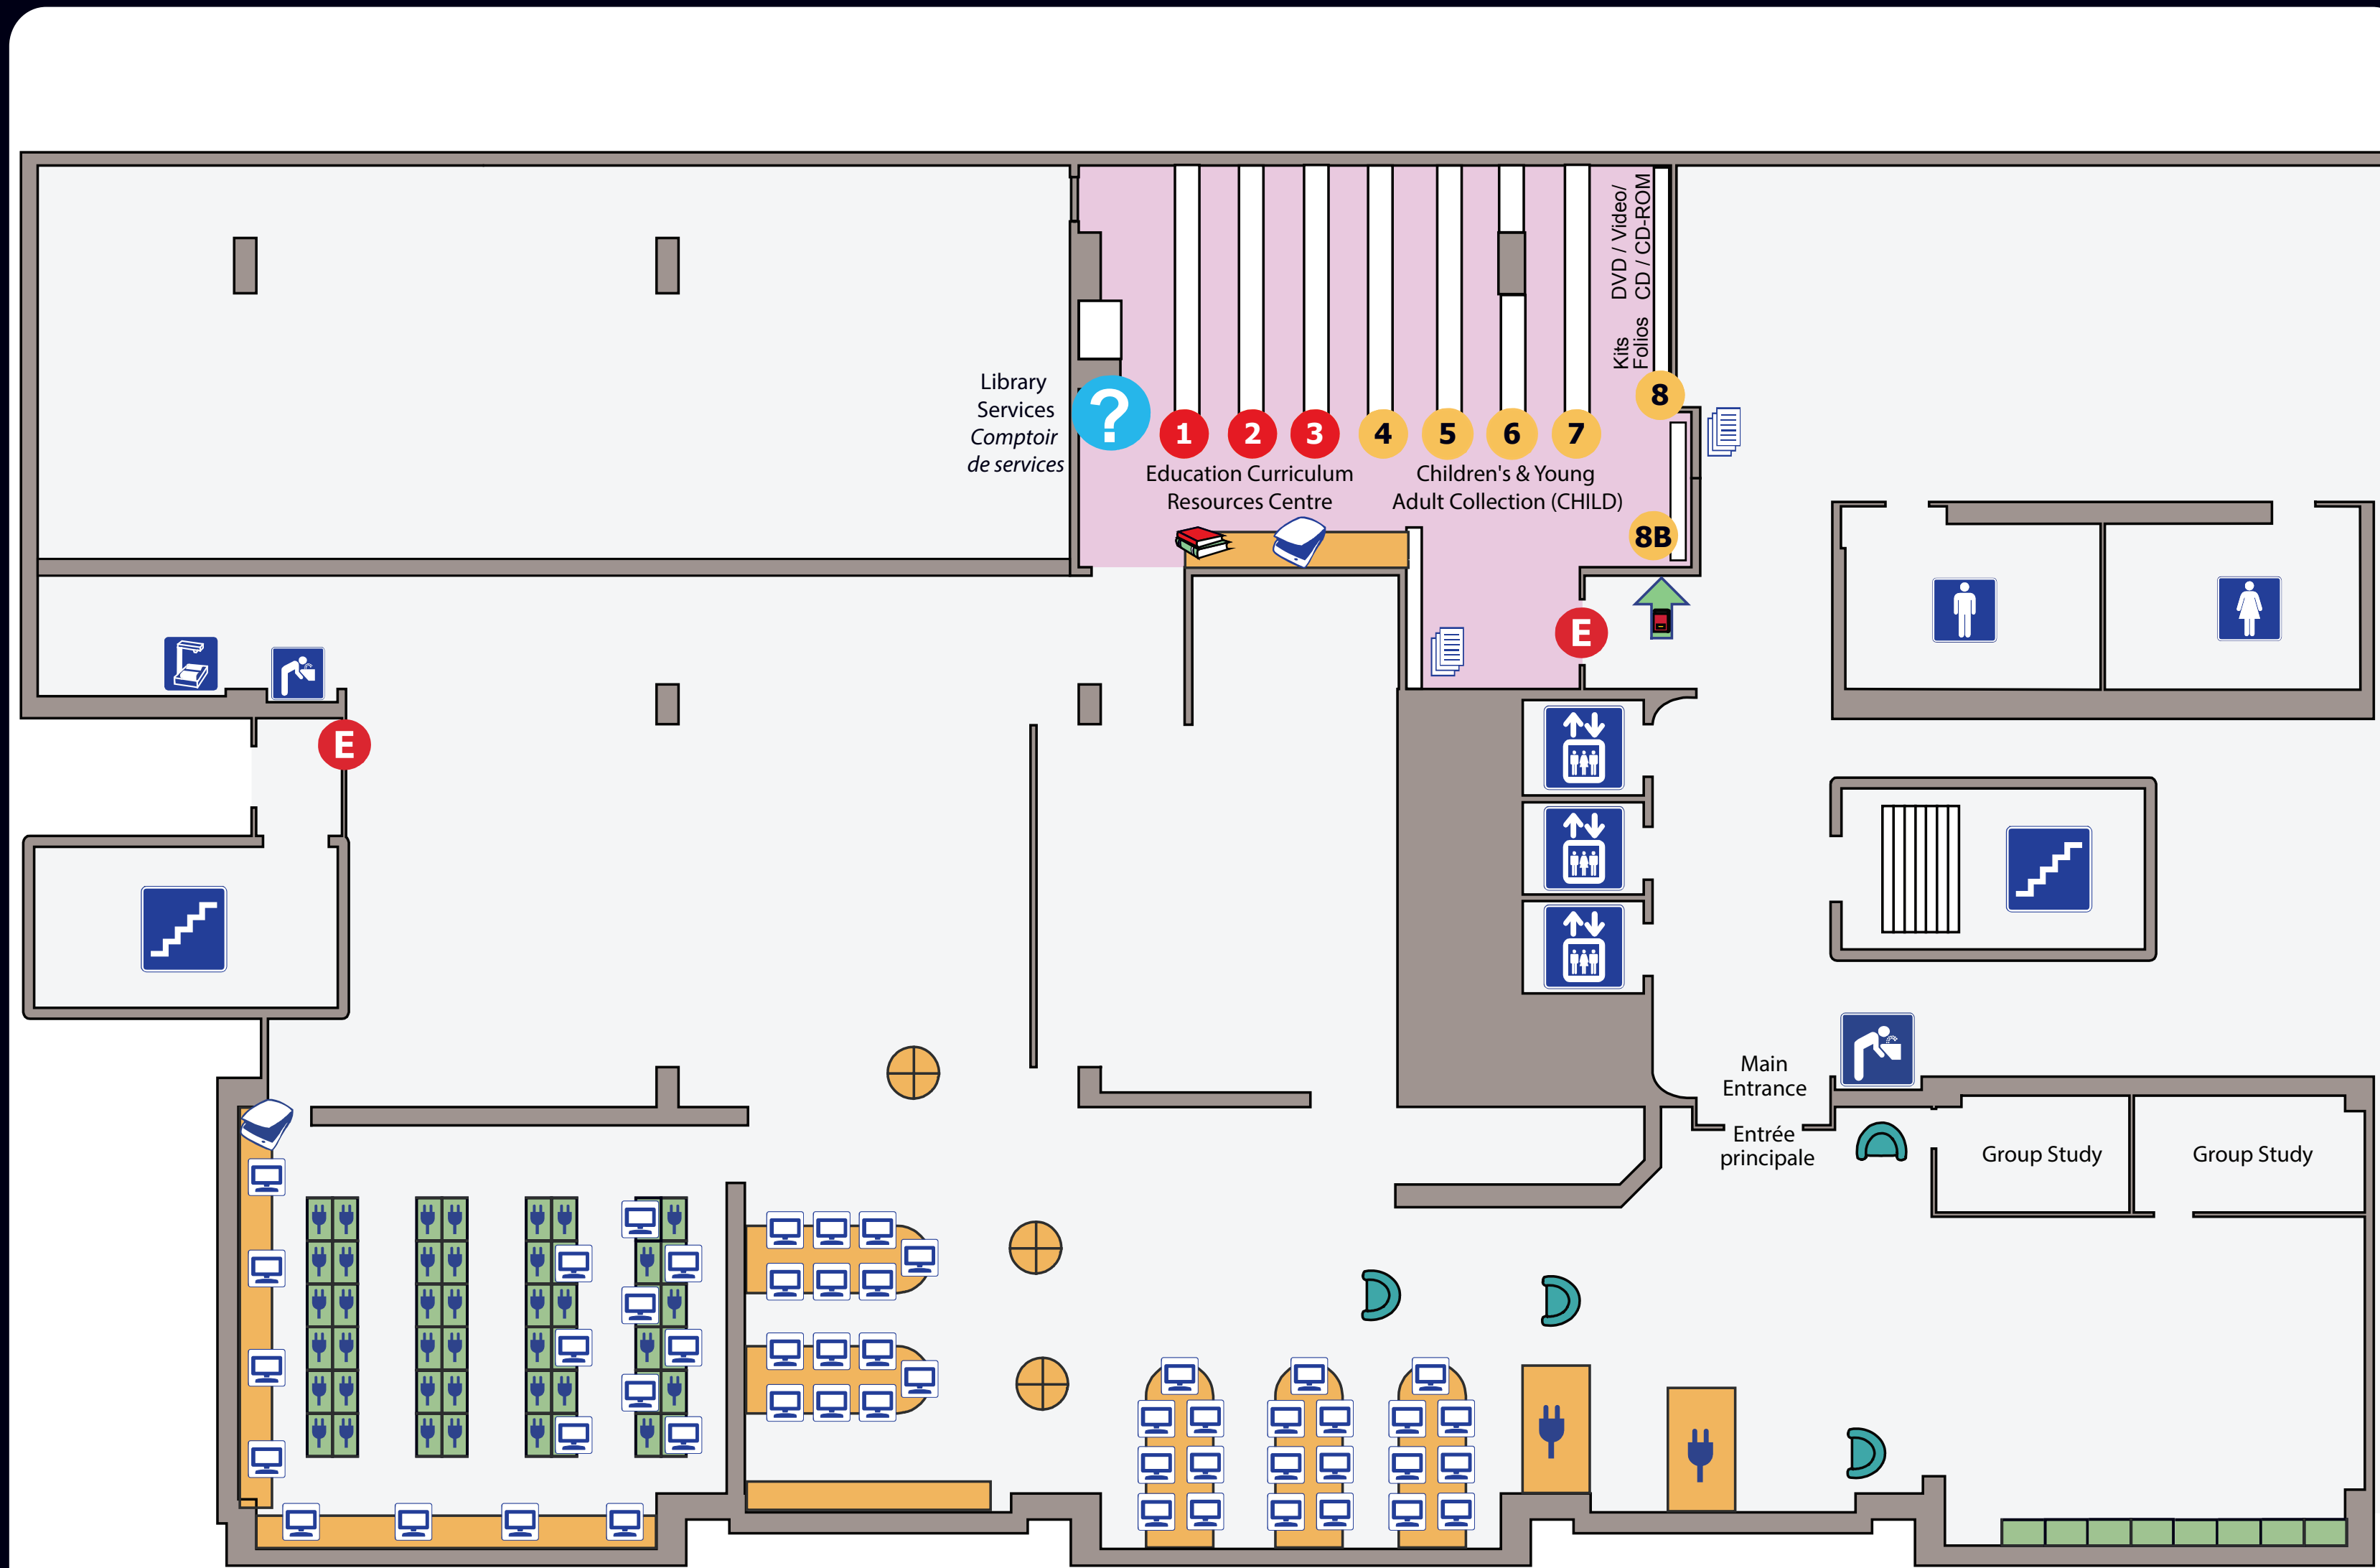 DVD / Video/
CD / CD-ROM
Kits
Folios
Library
Services
Comptoir
de services
?
1
2
3
4
5
6
7
8
Education Curriculum
Resources Centre
Children's & Young
Adult Collection (CHILD)
8B
E
E
Main
Entrance
Entrée
principale
Group Study
Group Study